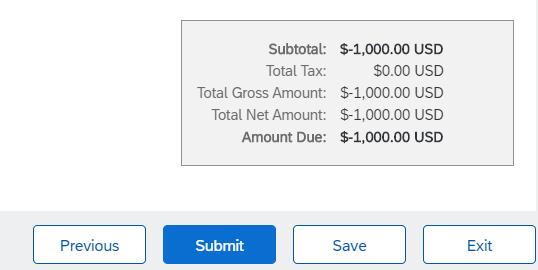 Subtotal: $-1,000.00 USD
Total Tax: $0.00 USD
Total Gross Amount: $-1,000.00 USD
Total Net Amount: $-1,000.00 USD
Amount Due: $-1,000.00 USD
Previous Submit Save Exit